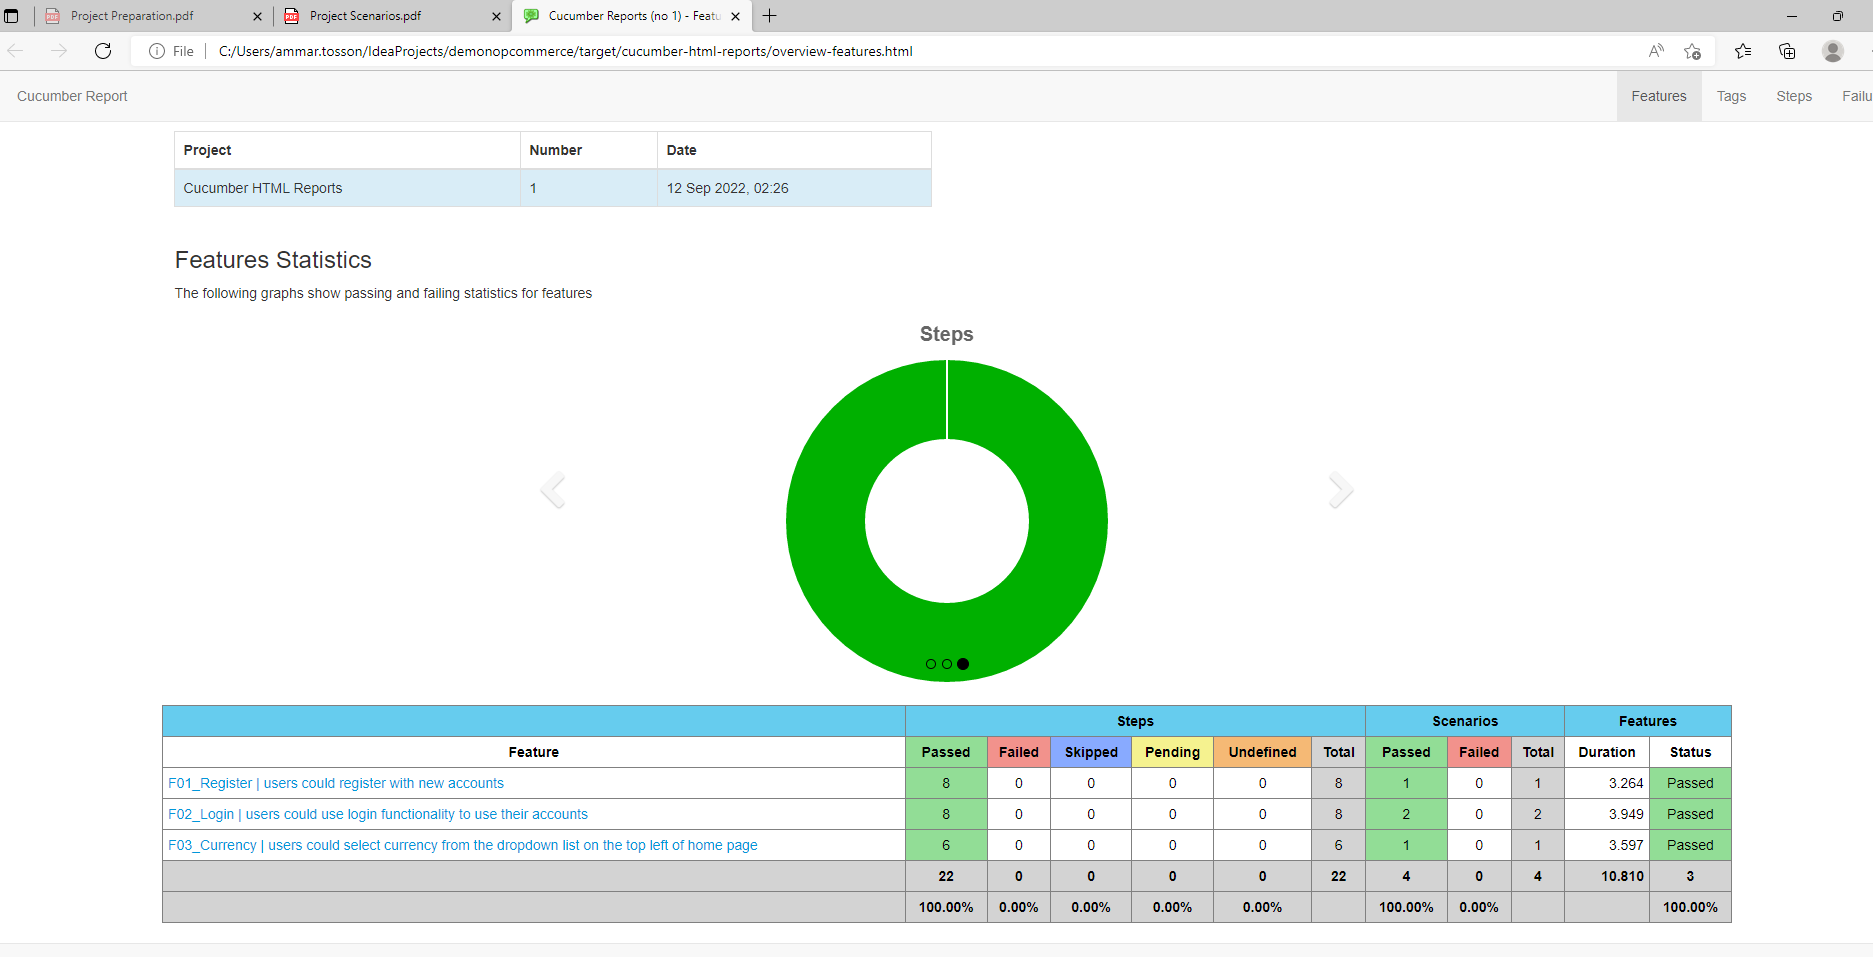 Project Preparation.pdf
Project Scenarios.pdf
Cucumber Reports (no 1) - Featu
File
C:/Users/ammar.tosson/IdeaProjects/demonopcommerce/target/cucumber-html-reports/overview-features.html
Cucumber Report
Features Tags Steps Failu
Project Number Date
Cucumber HTML Reports 1 12 Sep 2022, 02:26
Features Statistics
The following graphs show passing and failing statistics for features
Steps
Steps Scenarios Features
Feature Passed Failed Skipped Pending Undefined Total Passed Failed Total Duration Status
F01_Register | users could register with new accounts 8 0 0 0 0 8 1 0 1 3.264 Passed
F02_Login | users could use login functionality to use their accounts 8 0 0 0 0 8 2 0 2 3.949 Passed
F03_Currency | users could select currency from the dropdown list on the top left of home page 6 0 0 0 0 6 1 0 1 3.597 Passed
22 0 0 0 0 22 4 0 4 10.810 3
100.00% 0.00% 0.00% 0.00% 0.00% 100.00% 0.00% 100.00%